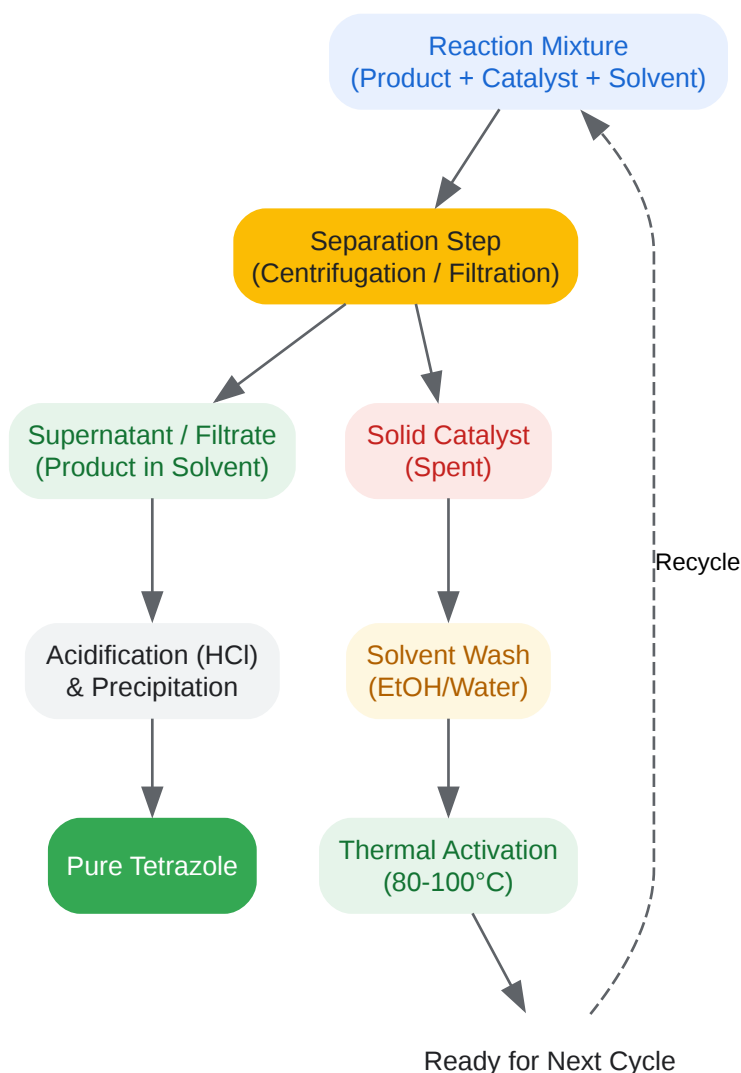 Reaction Mixture
(Product + Catalyst + Solvent)
Separation Step
(Centrifugation / Filtration)
Supernatant / Filtrate
(Product in Solvent)
Solid Catalyst
(Spent)
Recycle
Acidification (HCl)
& Precipitation
Solvent Wash
(EtOH/Water)
Pure Tetrazole
Thermal Activation
(80-100°C)
Ready for Next Cycle